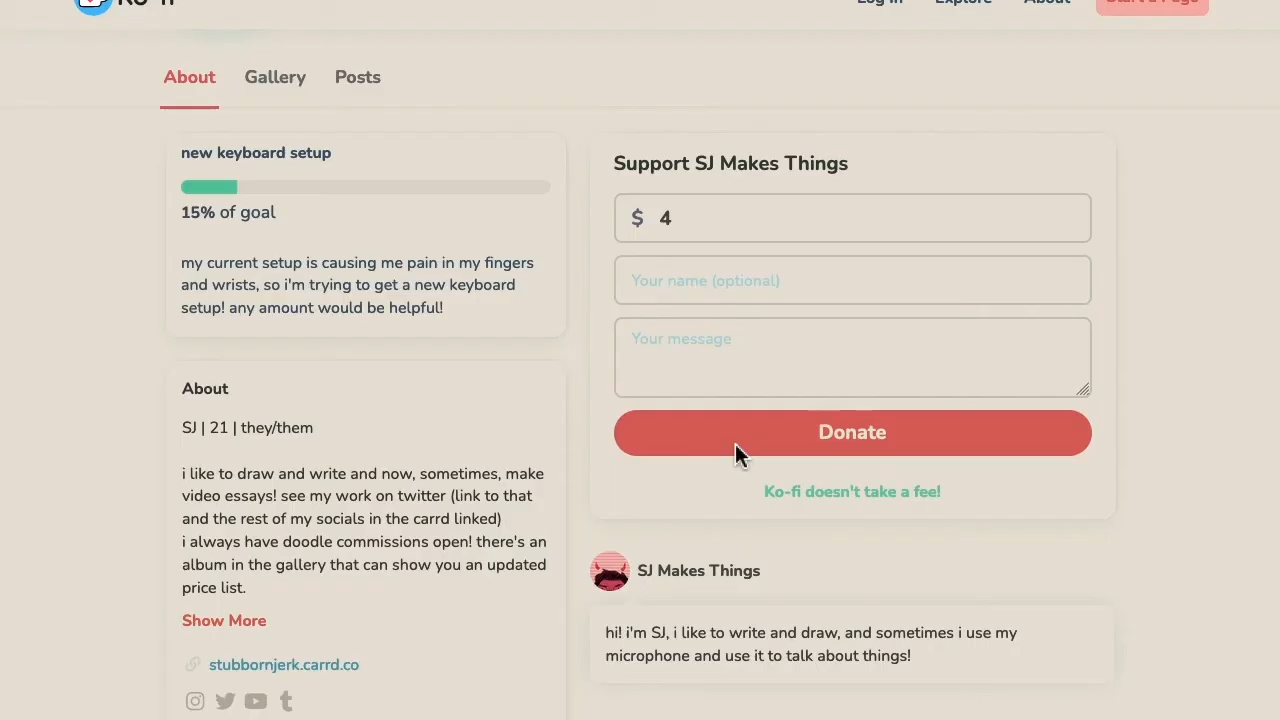 Ko-fi
Log in
Explore
About
Start a Page
About
Gallery
Posts
new keyboard setup
15% of goal
my current setup is causing me pain in my fingers
and wrists, so i'm trying to get a new keyboard
setup! any amount would be helpful!
About
SJ | 21 | they/them
i like to draw and write and now, sometimes, make
video essays! see my work on twitter (link to that
and the rest of my socials in the carrd linked)
i always have doodle commissions open! there's an
album in the gallery that can show you an updated
price list.
Show More
stubbornjerk.carrd.co
Support SJ Makes Things
$ 4
Your name (optional)
Your message
Donate
Ko-fi doesn't take a fee!
SJ Makes Things
hi! i'm SJ, i like to write and draw, and sometimes i use my
microphone and use it to talk about things!